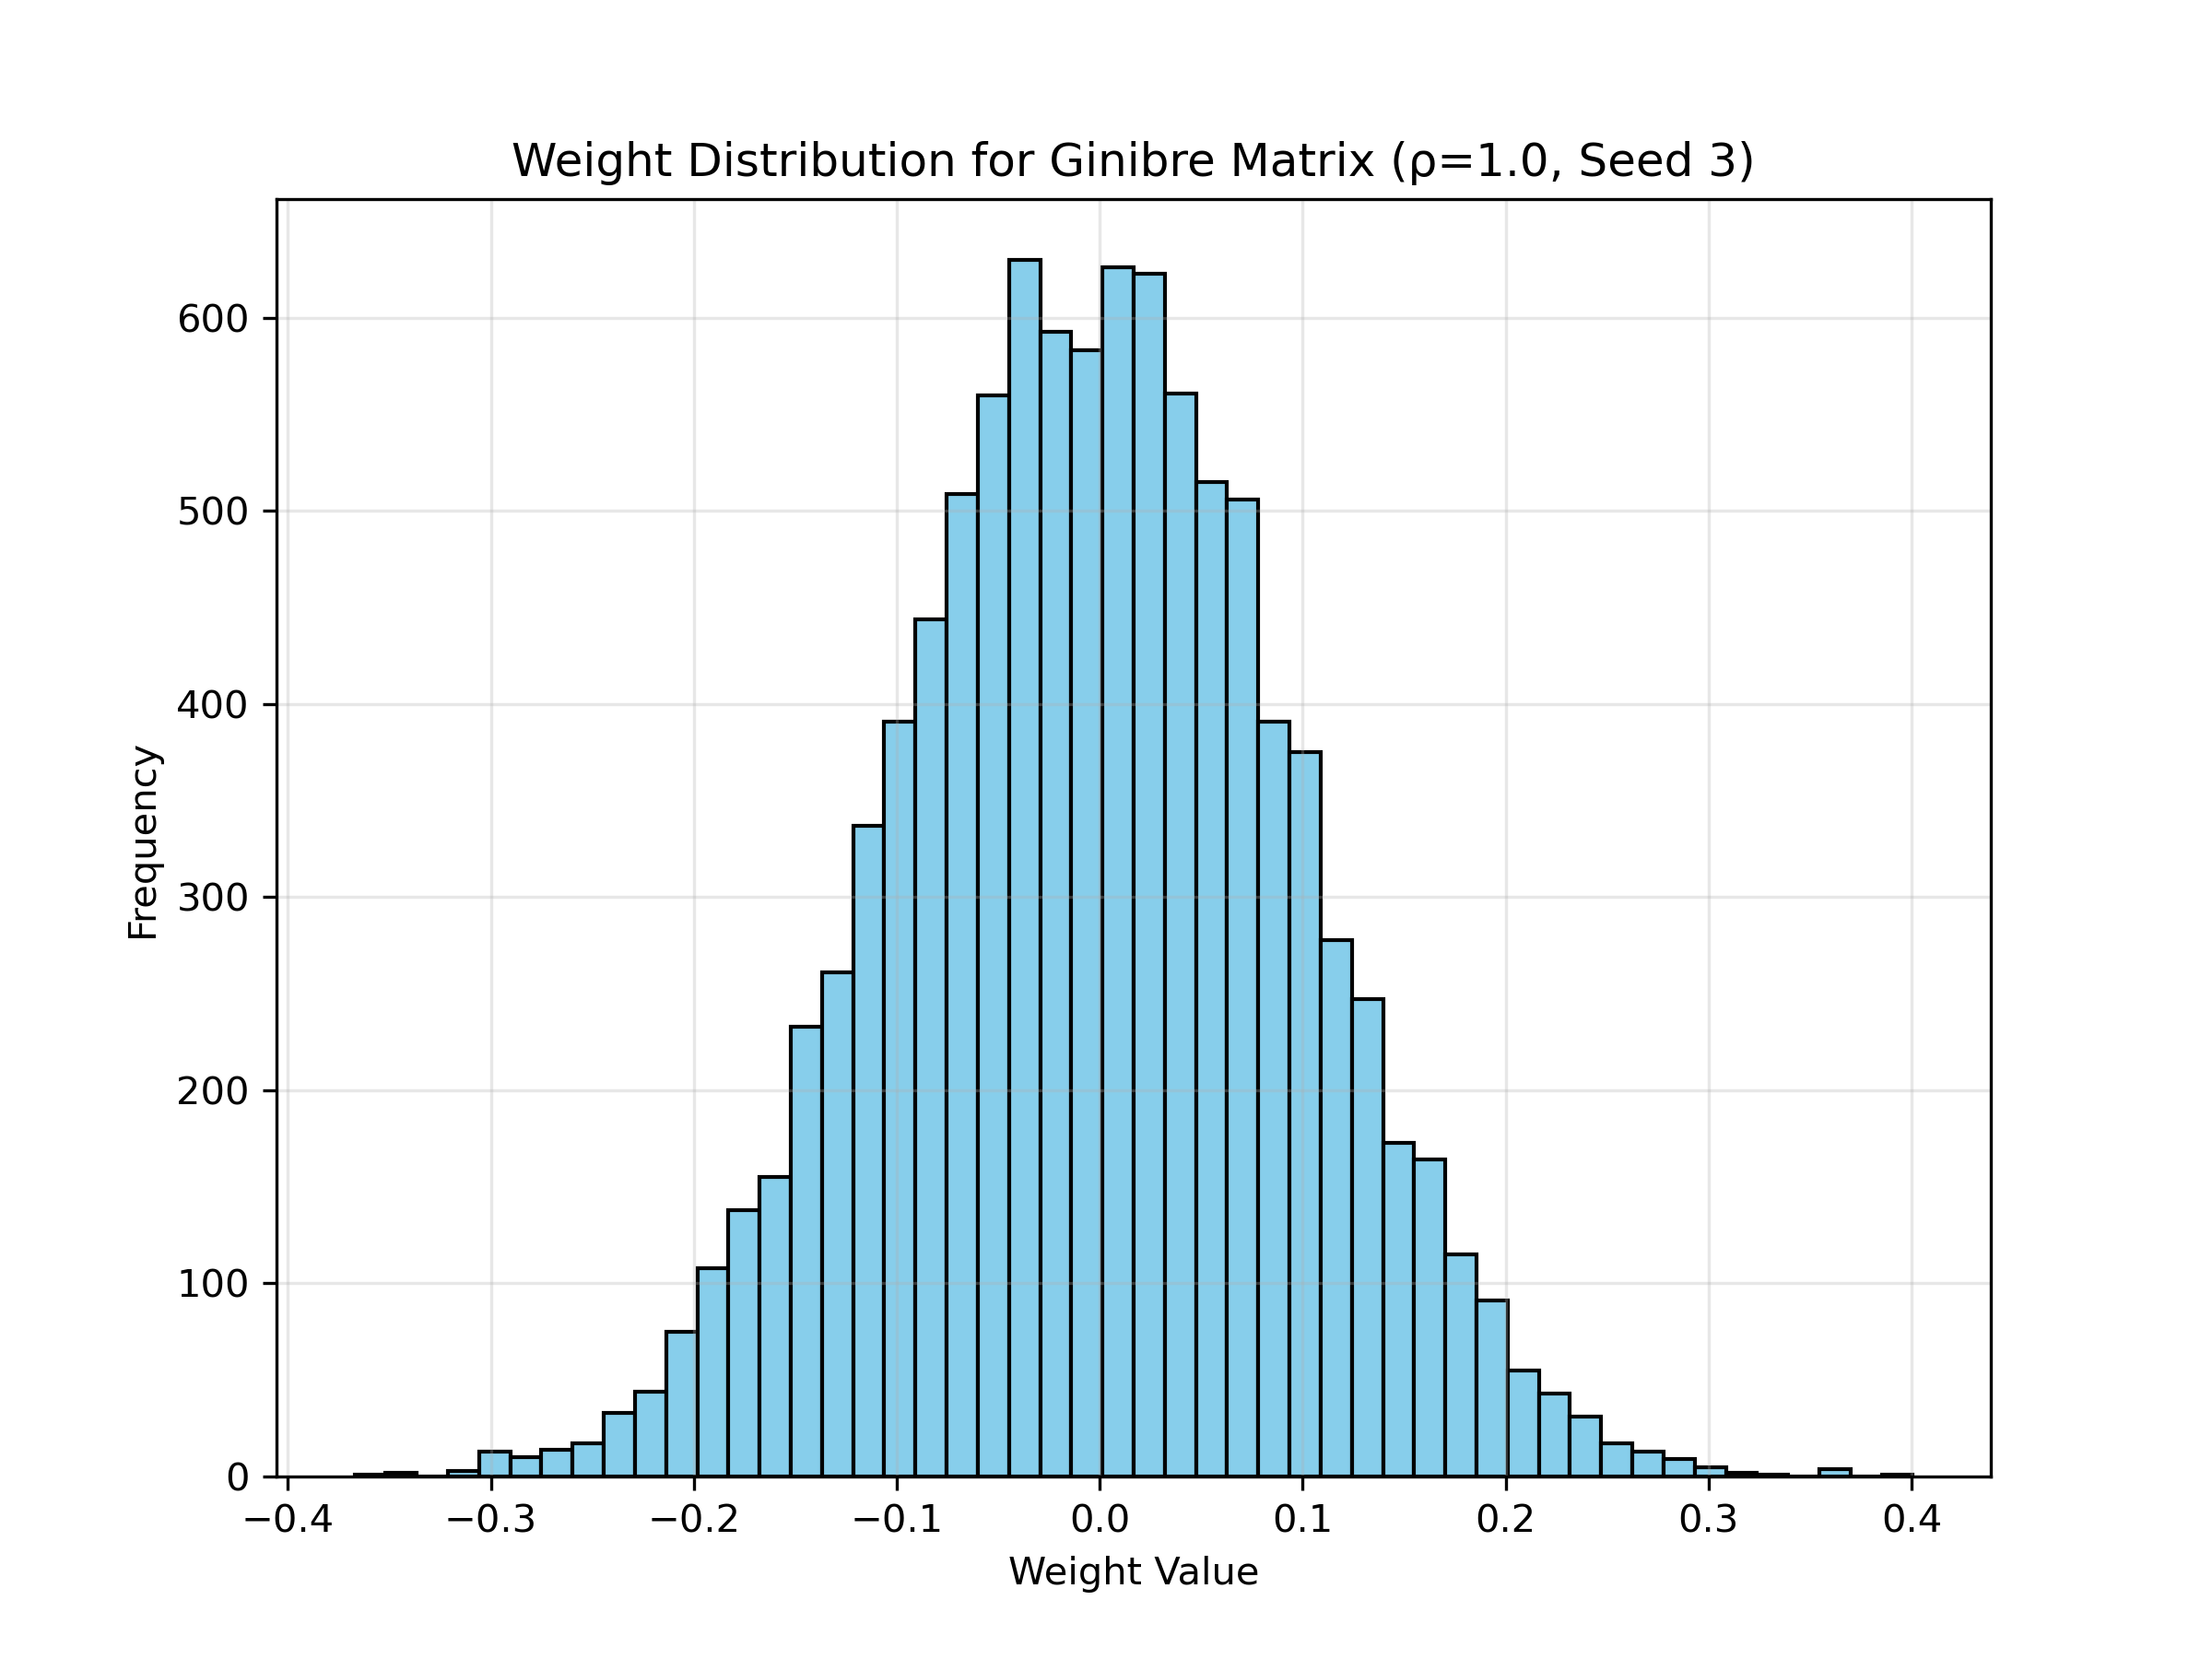 Weight Distribution for Ginibre Matrix (ρ=1.0, Seed 3)
600
500
400
300
200
100
0
Frequency
−0.4 −0.3 −0.2 −0.1 0.0 0.1 0.2 0.3 0.4
Weight Value